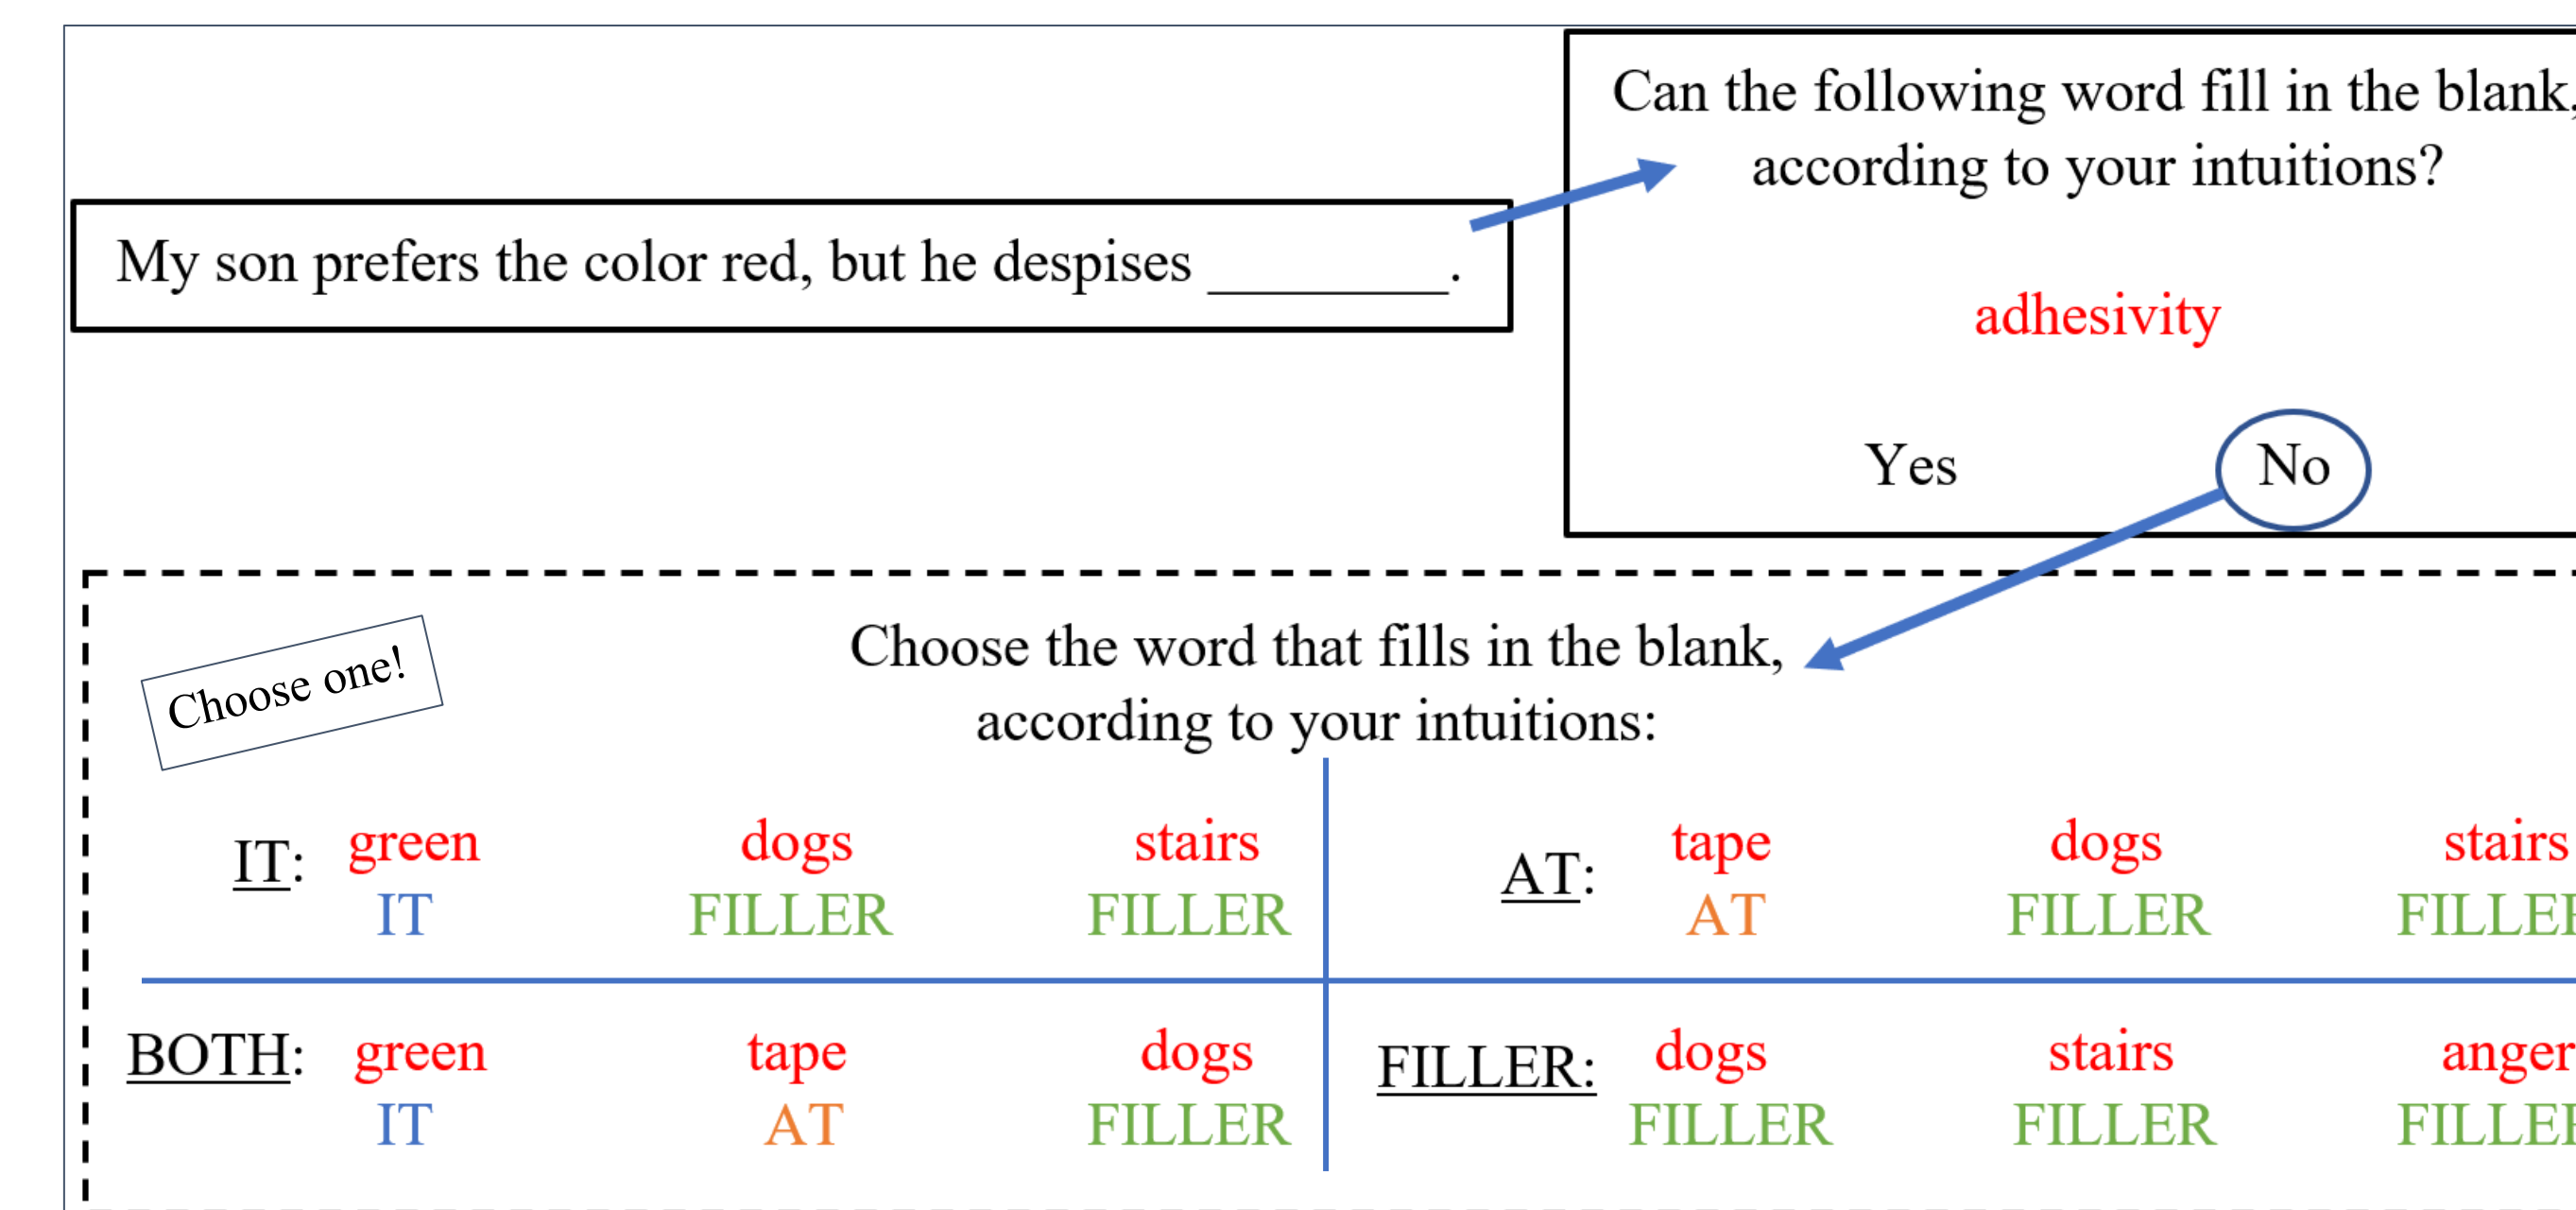 Can the following word fill in the blank,
according to your intuitions?
My son prefers the color red, but he despises ________.
adhesivity
Yes No
Choose one!
Choose the word that fills in the blank,
according to your intuitions:
IT: green dogs stairs
IT FILLER FILLER
AT: tape dogs stairs
AT FILLER FILLER
BOTH: green tape dogs
IT AT FILLER
FILLER: dogs stairs anger
FILLER FILLER FILLER